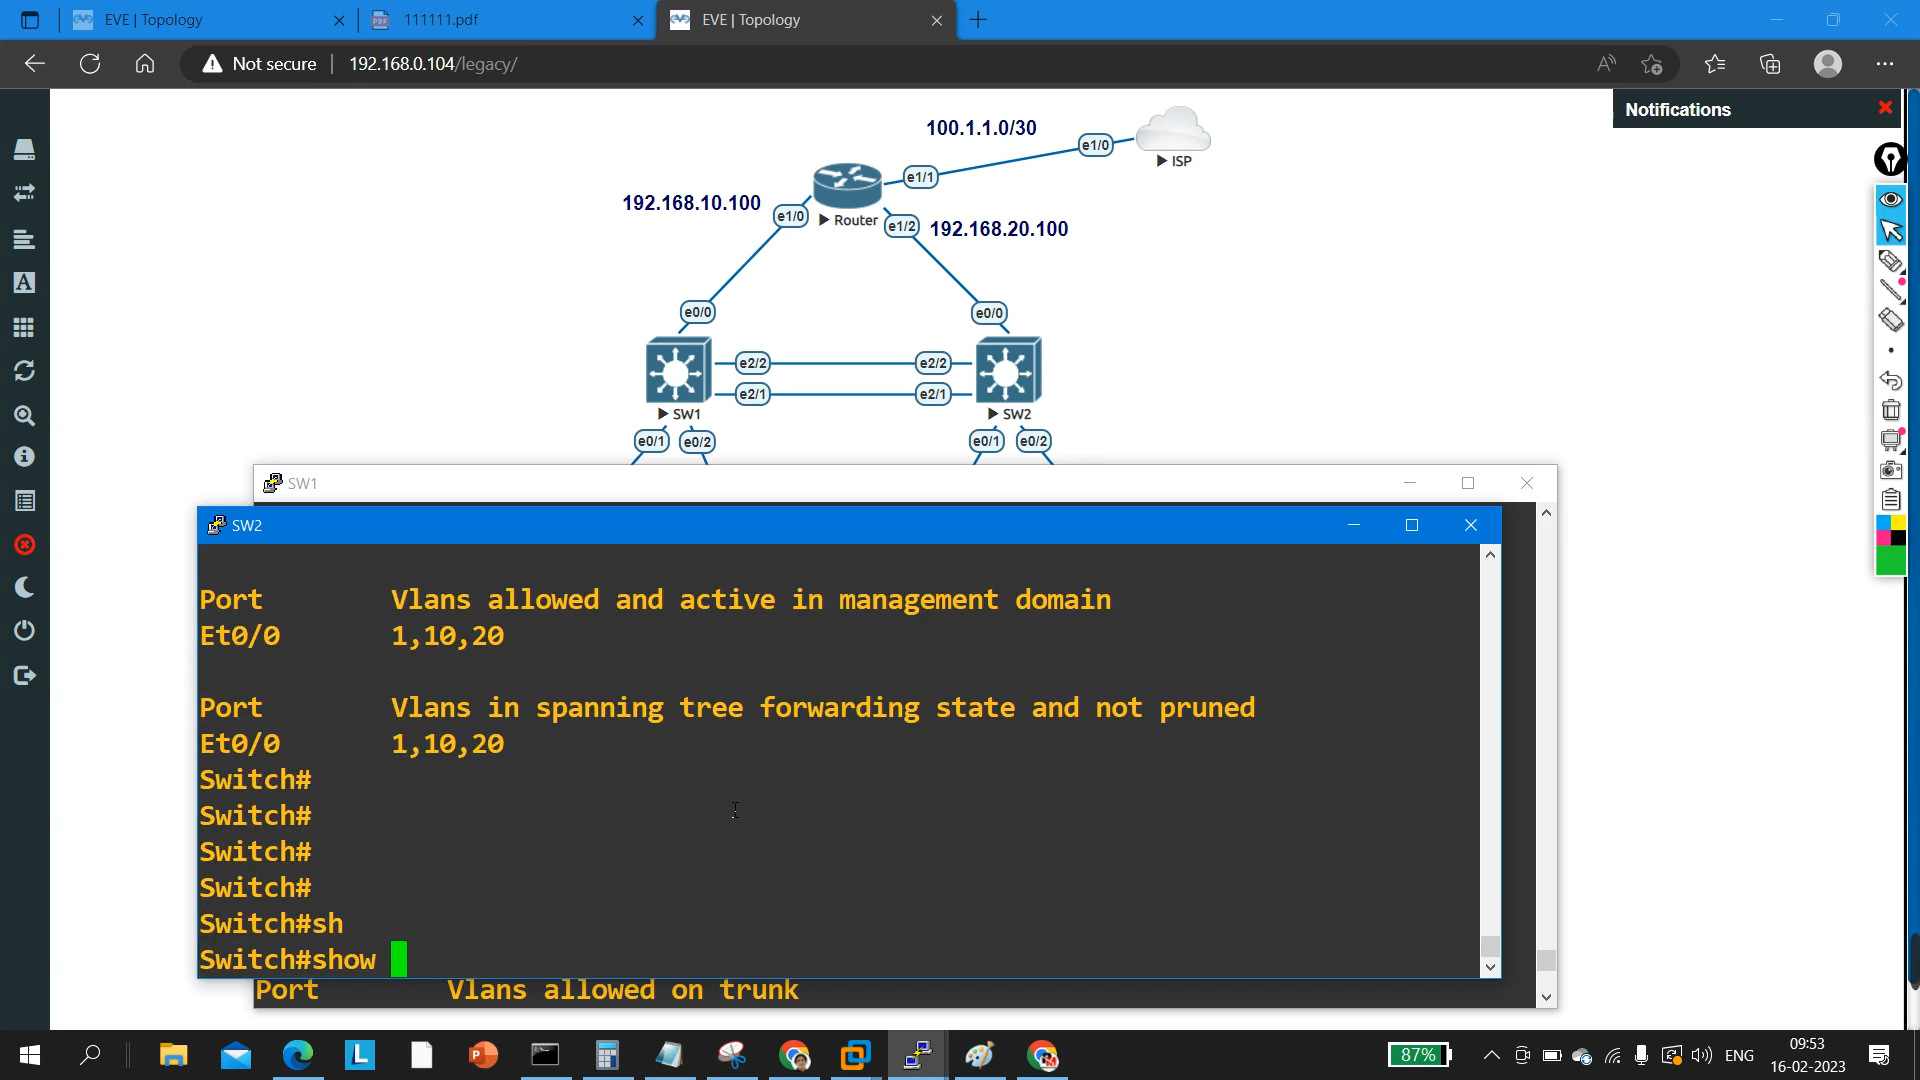 EVE | Topology
111111.pdf
EVE | Topology
Not secure
192.168.0.104/legacy/
Notifications
100.1.1.0/30
e1/0
ISP
e1/1
192.168.10.100
e1/0
Router
e1/2
192.168.20.100
e0/0
e0/0
e2/2
e2/2
e2/1
e2/1
SW1
SW2
e0/1
e0/2
e0/1
e0/2
SW1
SW2
Port Vlans allowed and active in management domain
Et0/0 1,10,20
Port Vlans in spanning tree forwarding state and not pruned
Et0/0 1,10,20
Switch#
Switch#
Switch#
Switch#
Switch#sh
Switch#show
Port Vlans allowed on trunk
87%
ENG
09:53
16-02-2023